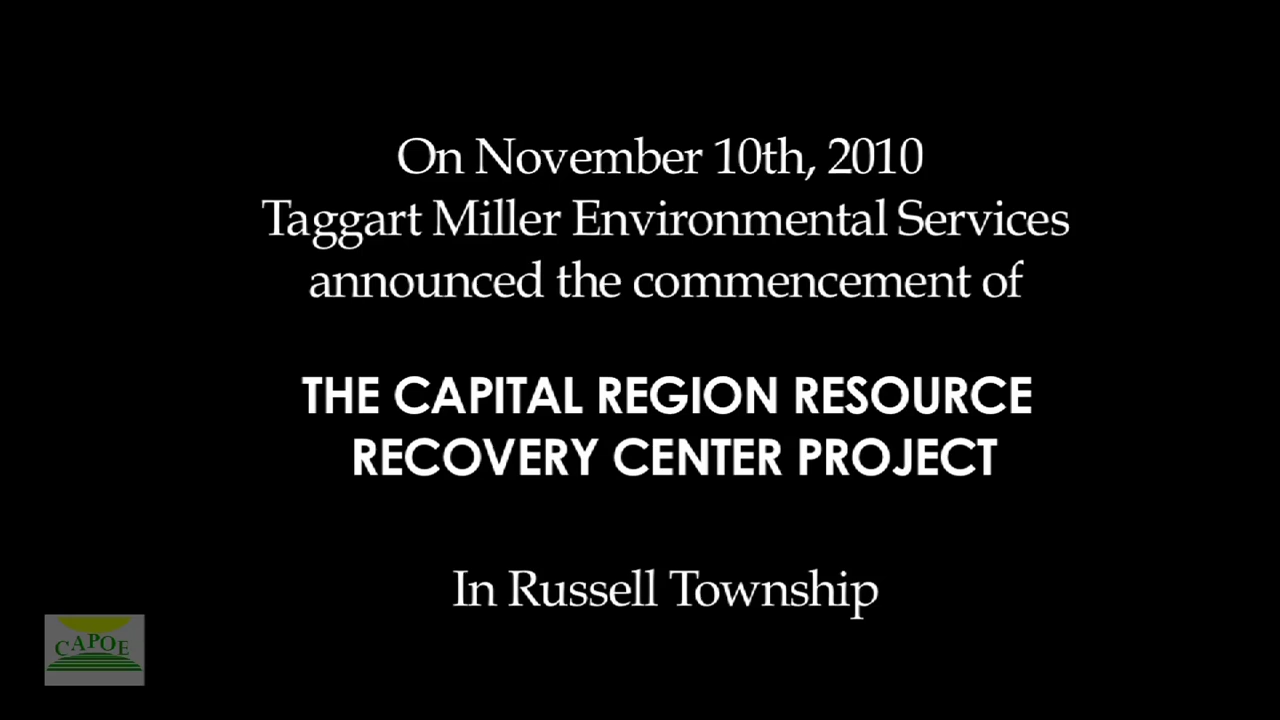 On November 10th, 2010
Taggart Miller Environmental Services
announced the commencement of
THE CAPITAL REGION RESOURCE
RECOVERY CENTER PROJECT
In Russell Township
CAPOE